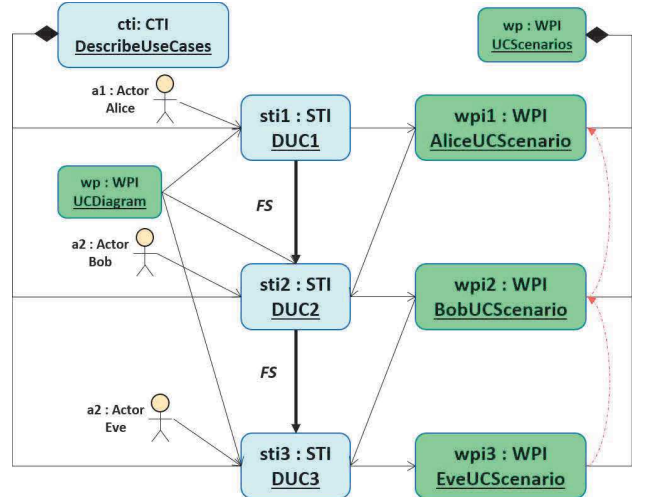 cti: CTI
DescribeUseCases
wp : WPI
UCScenarios
a1 : Actor
Alice
sti1 : STI
DUC1
wpi1 : WPI
AliceUCScenario
wp : WPI
UCDiagram
FS
a2 : Actor
Bob
sti2 : STI
DUC2
wpi2 : WPI
BobUCScenario
FS
a2 : Actor
Eve
sti3 : STI
DUC3
wpi3 : WPI
EveUCScenario